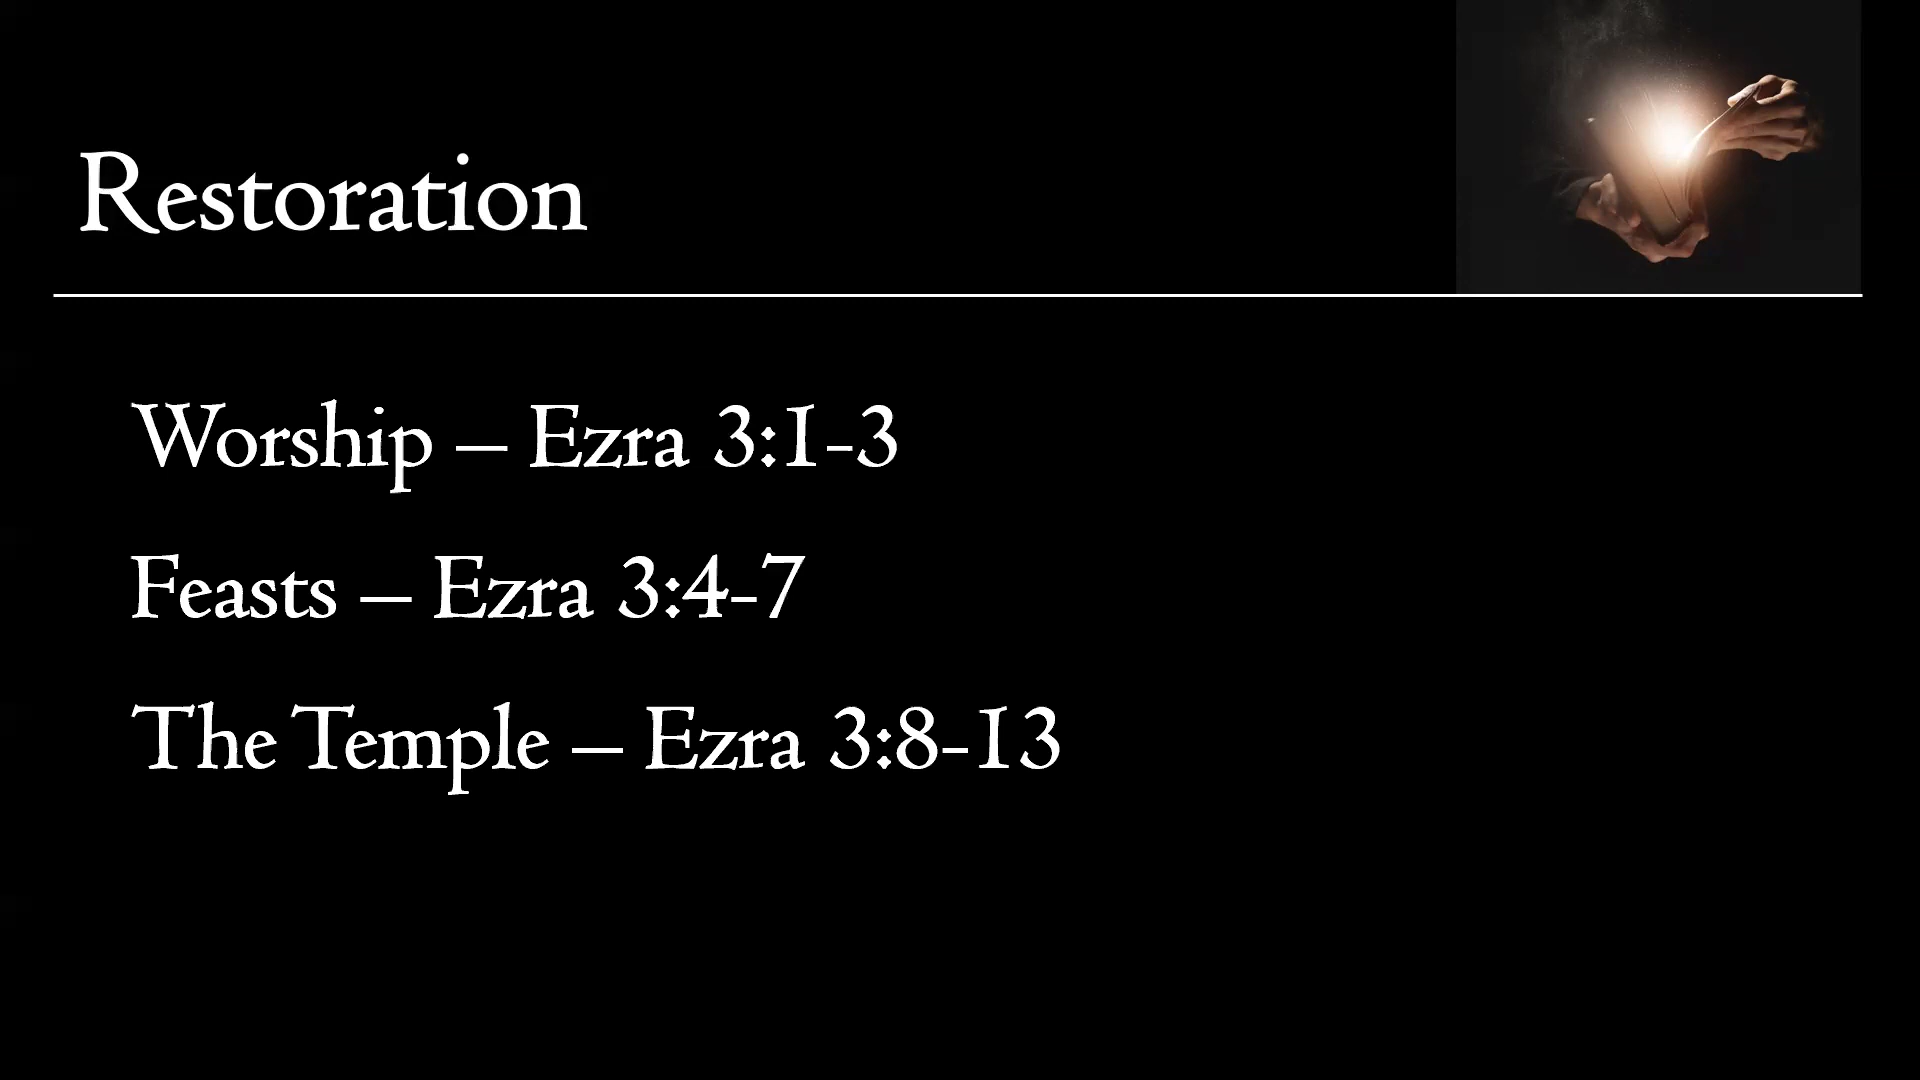 Restoration
Worship – Ezra 3:1-3
Feasts – Ezra 3:4-7
The Temple – Ezra 3:8-13